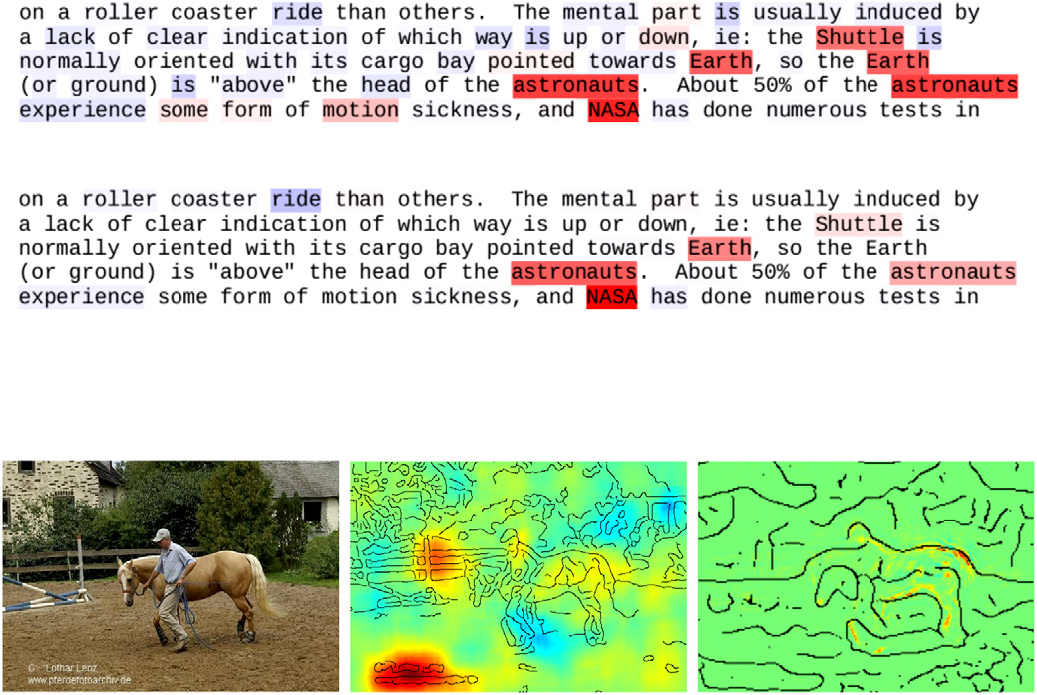 on a roller coaster ride than others.  The mental part is usually induced by
a lack of clear indication of which way is up or down, ie: the Shuttle is
normally oriented with its cargo bay pointed towards Earth, so the Earth
(or ground) is "above" the head of the astronauts.  About 50% of the astronauts
experience some form of motion sickness, and NASA has done numerous tests in
on a roller coaster ride than others.  The mental part is usually induced by
a lack of clear indication of which way is up or down, ie: the Shuttle is
normally oriented with its cargo bay pointed towards Earth, so the Earth
(or ground) is "above" the head of the astronauts.  About 50% of the astronauts
experience some form of motion sickness, and NASA has done numerous tests in
Lothar Lenz
www.pferdefotoarchiv.de